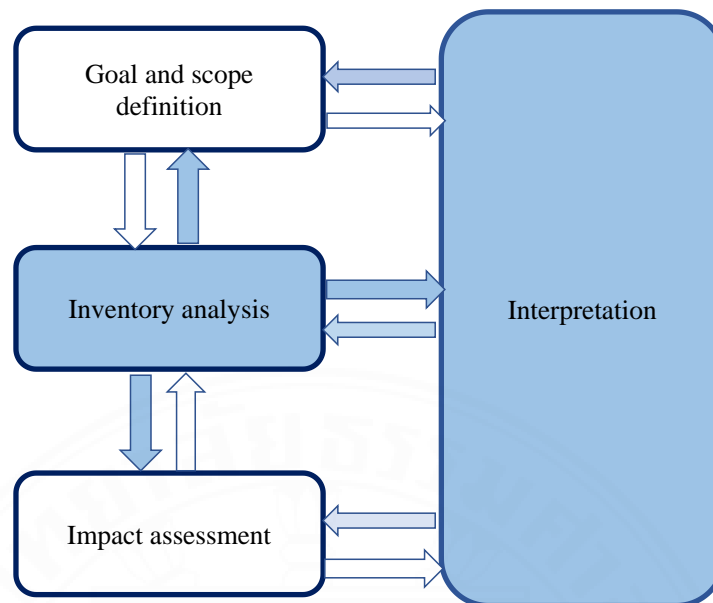 Goal and scope
definition
Inventory analysis
Interpretation
Impact assessment